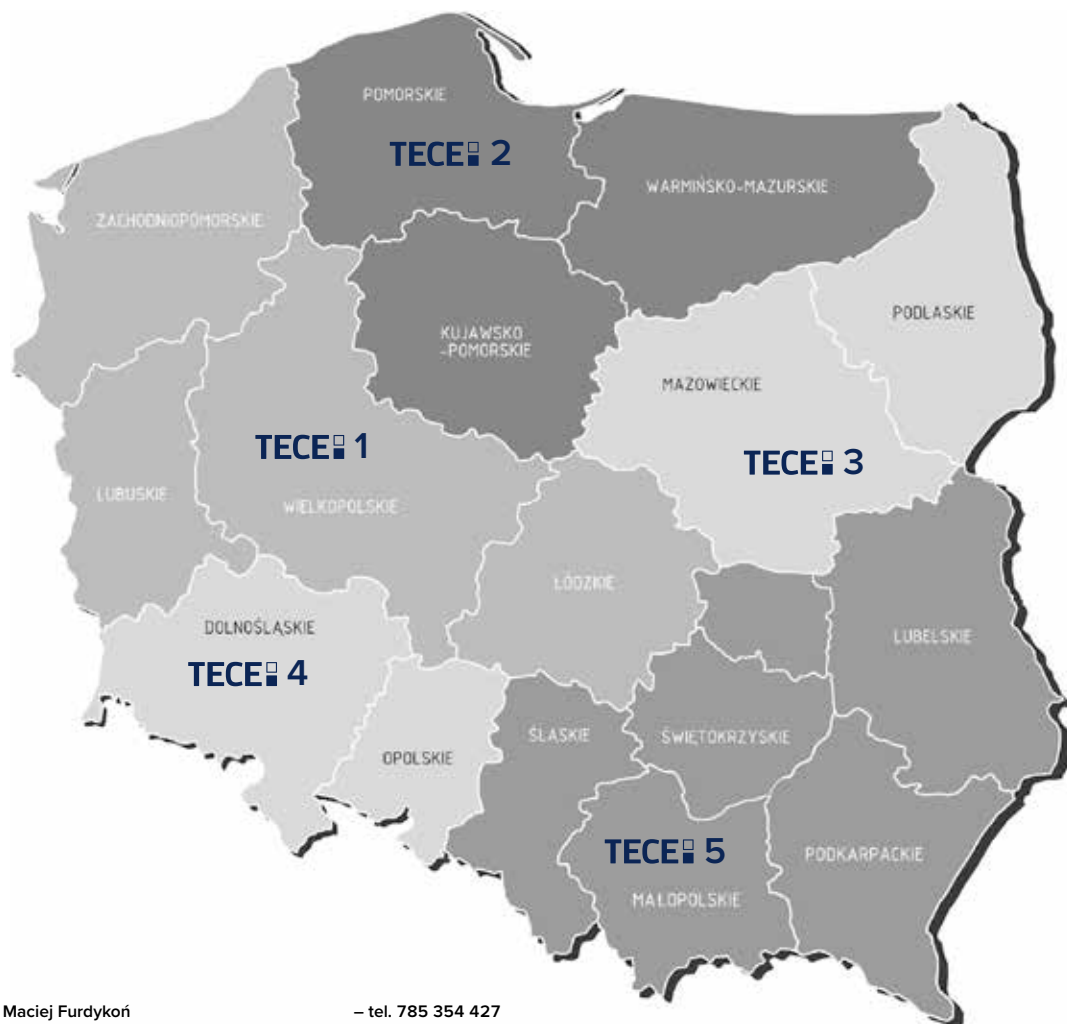 POMORSKIE
TECE 2
WARMIŃSKO-MAZURSKIE
ZACHODNIOPOMORSKIE
PODLASKIE
KUJAWSKO
-POMORSKIE
MAZOWIECKIE
TECE 1
TECE 3
LUBUSKIE
WIELKOPOLSKIE
ŁÓDZKIE
DOLNOŚLĄSKIE
LUBELSKIE
TECE 4
ŚLĄSKIE
ŚWIĘTOKRZYSKIE
OPOLSKIE
TECE 5
PODKARPACKIE
MAŁOPOLSKIE
Maciej Furdykoń – tel. 785 354 427